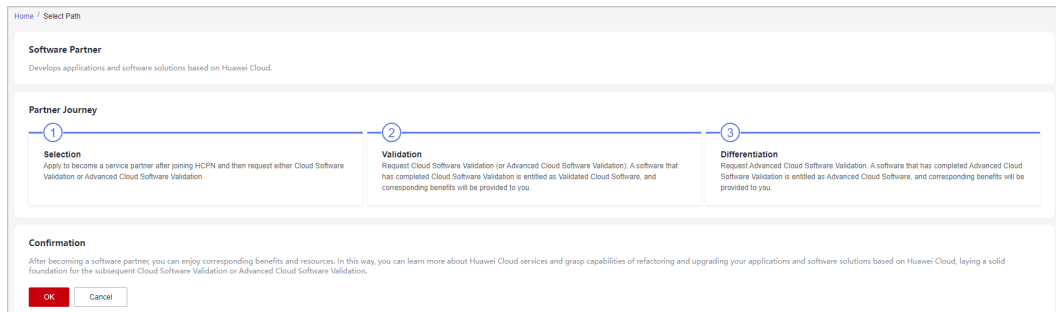 Home / Select Path
Software Partner
Develops applications and software solutions based on Huawei Cloud.
Partner Journey
1
Selection
Apply to become a service partner after joining HCPN and then request either Cloud Software
Validation or Advanced Cloud Software Validation.
2
Validation
Request Cloud Software Validation (or Advanced Cloud Software Validation). A software that
has completed Cloud Software Validation is entitled as Validated Cloud Software, and
corresponding benefits will be provided to you.
3
Differentiation
Request Advanced Cloud Software Validation. A software that has completed Advanced Cloud
Software Validation is entitled as Advanced Cloud Software, and corresponding benefits will be
provided to you.
Confirmation
After becoming a software partner, you can enjoy corresponding benefits and resources. In this way, you can learn more about Huawei Cloud services and grasp capabilities of refactoring and upgrading your applications and software solutions based on Huawei Cloud, laying a solid
foundation for the subsequent Cloud Software Validation or Advanced Cloud Software Validation.
OK Cancel